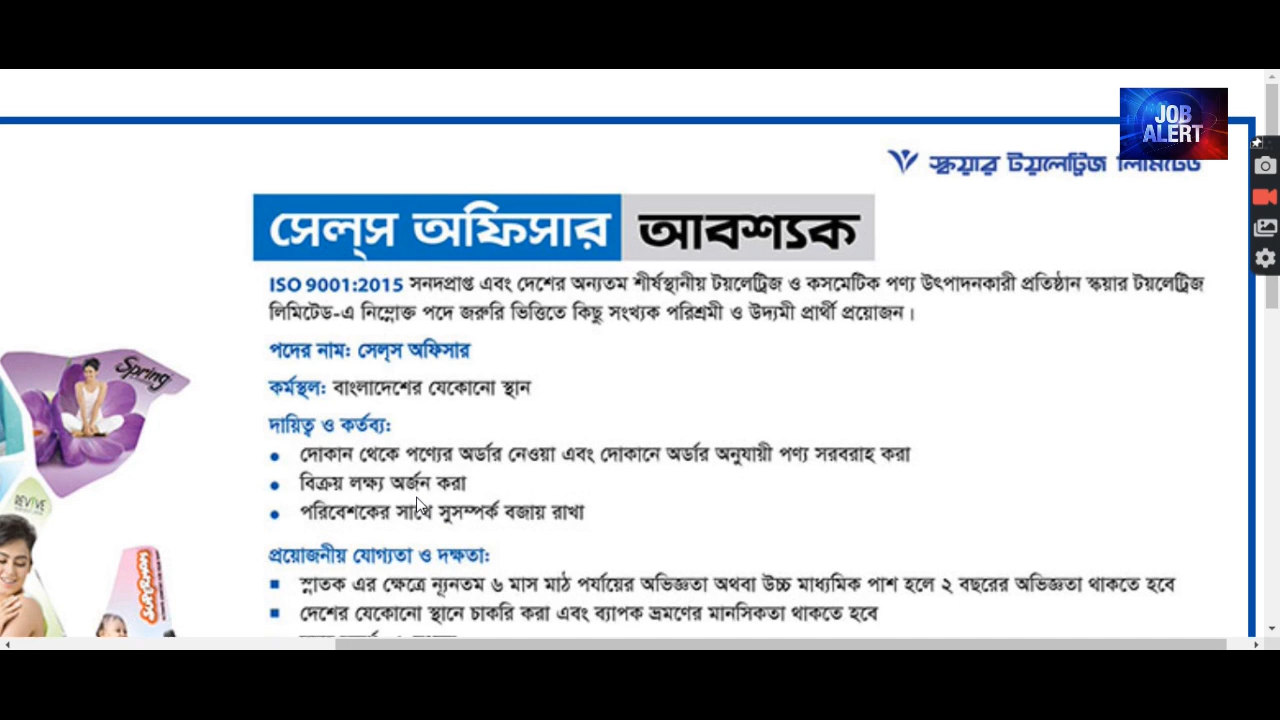 JOB
ALERT
স্কয়ার টয়লেট্রিজ লিমিটেড
সেল্‌স অফিসার আবশ্যক
ISO 9001:2015 সনদপ্রাপ্ত এবং দেশের অন্যতম শীর্ষস্থানীয় টয়লেট্রিজ ও কসমেটিক পণ্য উৎপাদনকারী প্রতিষ্ঠান স্কয়ার টয়লেট্রিজ
লিমিটেড-এ নিম্নোক্ত পদে জরুরি ভিত্তিতে কিছু সংখ্যক পরিশ্রমী ও উদ্যমী প্রার্থী প্রয়োজন।
পদের নাম: সেল্‌স অফিসার
Spring
কর্মস্থল: বাংলাদেশের যেকোনো স্থান
দায়িত্ব ও কর্তব্য:
• দোকান থেকে পণ্যের অর্ডার নেওয়া এবং দোকানে অর্ডার অনুযায়ী পণ্য সরবরাহ করা
• বিক্রয় লক্ষ্য অর্জন করা
REVIVE
• পরিবেশকের সাথে সুসম্পর্ক বজায় রাখা
প্রয়োজনীয় যোগ্যতা ও দক্ষতা:
▪ স্নাতক এর ক্ষেত্রে ন্যূনতম ৬ মাস মাঠ পর্যায়ের অভিজ্ঞতা অথবা উচ্চ মাধ্যমিক পাশ হলে ২ বছরের অভিজ্ঞতা থাকতে হবে
▪ দেশের যেকোনো স্থানে চাকরি করা এবং ব্যাপক ভ্রমণের মানসিকতা থাকতে হবে